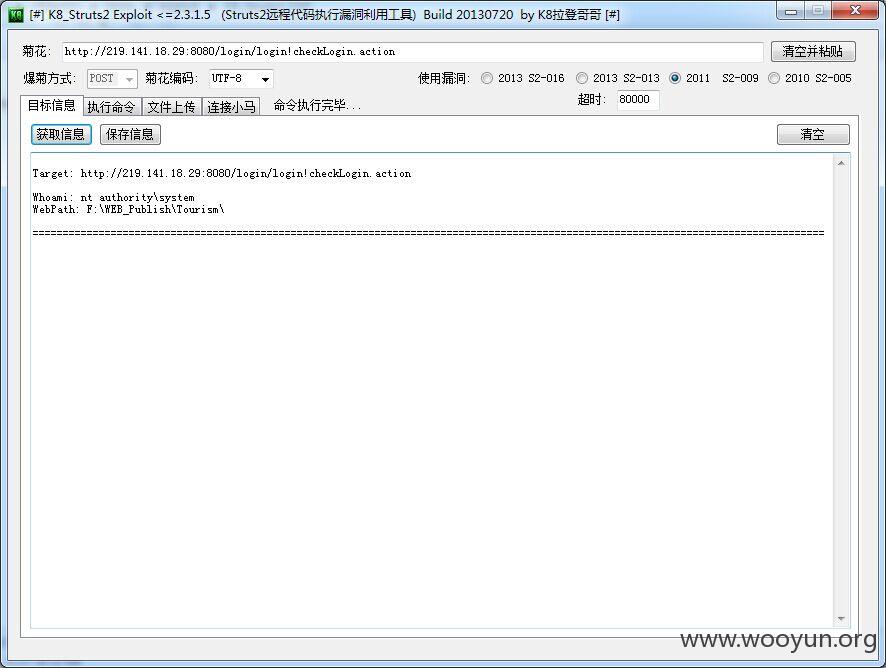 K8 [#] K8_Struts2 Exploit <=2.3.1.5 (Struts2远程代码执行漏洞利用工具) Build 20130720 by K8拉登哥哥 [#]
菊花: http://219.141.18.29:8080/login/login!checkLogin.action 清空并粘贴
爆菊方式: POST 菊花编码: UTF-8 使用漏洞: 2013 S2-016 2013 S2-013 2011 S2-009 2010 S2-005
目标信息 执行命令 文件上传 连接小马 命令执行完毕... 超时: 80000
获取信息 保存信息 清空
Target: http://219.141.18.29:8080/login/login!checkLogin.action
Whoami: nt authority\system
WebPath: F:\WEB_Publish\Tourism\
====================================================================================================================================
www.wooyun.org